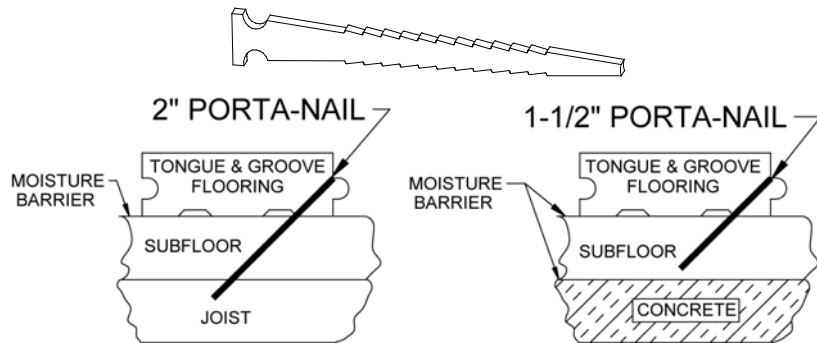 2" PORTA-NAIL
TONGUE & GROOVE
FLOORING
MOISTURE
BARRIER
SUBFLOOR
JOIST
1-1/2" PORTA-NAIL
TONGUE & GROOVE
FLOORING
MOISTURE
BARRIER
SUBFLOOR
CONCRETE